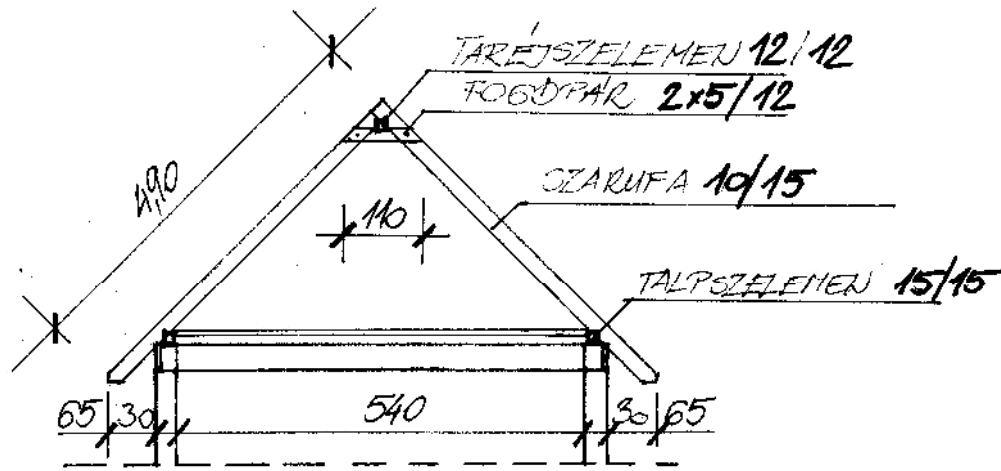 TARÉJSZELEMEN 12/12
FOGÓPÁR 2x5/12
4,90
SZARUFA 10/15
110
TALPSZELEMEN 15/15
65 30 540 30 65